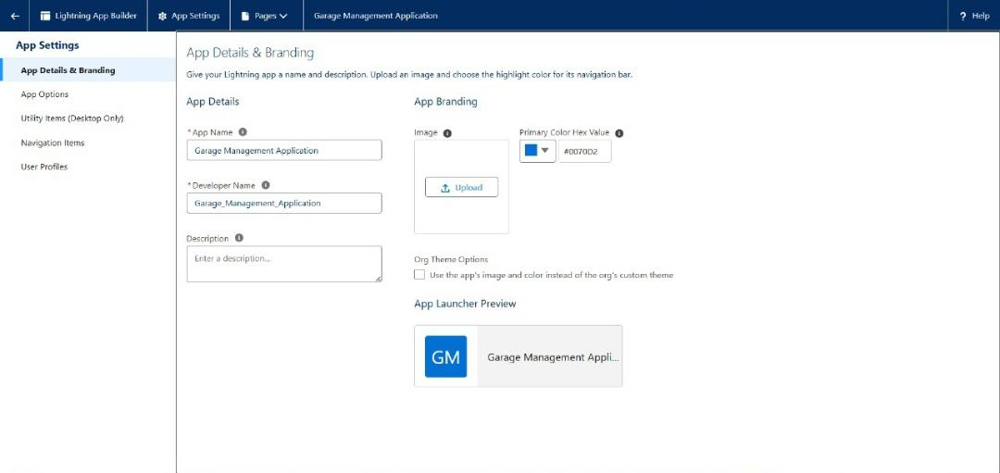 Lightning App Builder
App Settings
Pages
Garage Management Application
? Help
App Settings
App Details & Branding
App Options
Utility Items (Desktop Only)
Navigation Items
User Profiles
App Details & Branding
Give your Lightning app a name and description. Upload an image and choose the highlight color for its navigation bar.
App Details
*App Name
Garage Management Application
*Developer Name
Garage_Management_Application
Description
Enter a description...
App Branding
Image
Upload
Primary Color Hex Value
#0070D2
Org Theme Options
Use the app's image and color instead of the org's custom theme
App Launcher Preview
GM
Garage Management Appli...